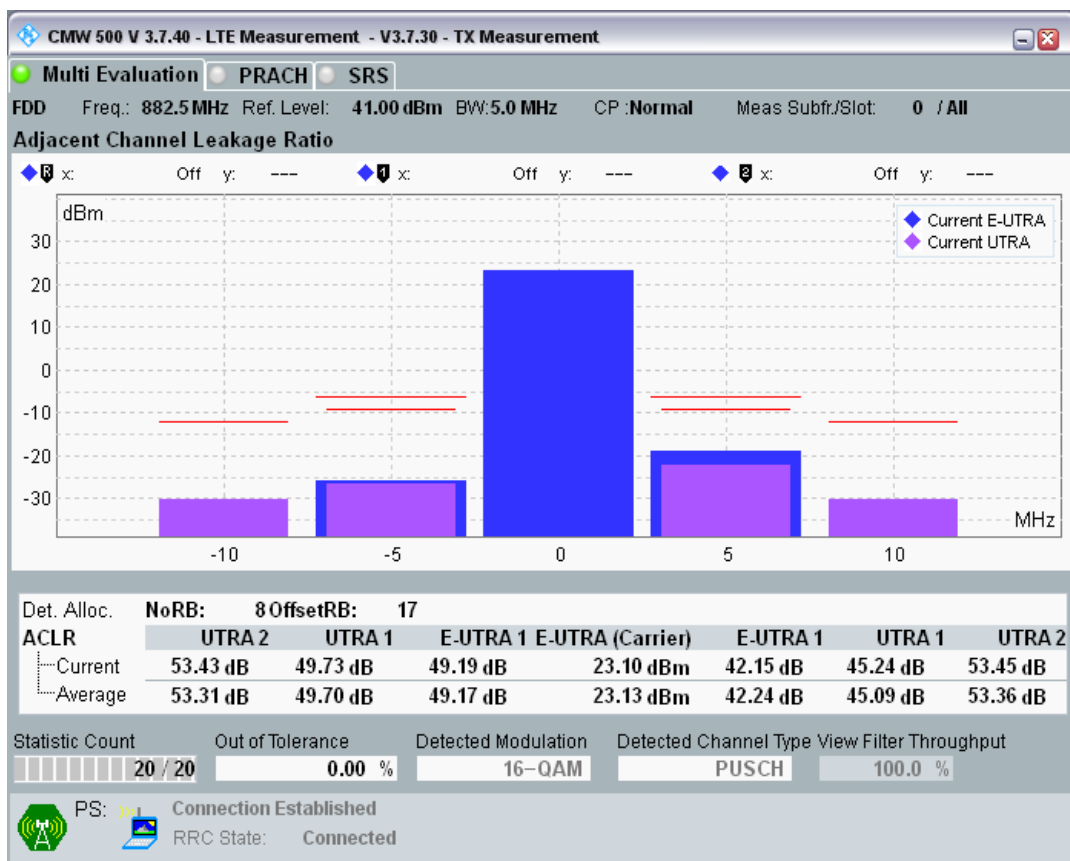 CMW 500 V 3.7.40 - LTE Measurement - V3.7.30 - TX Measurement
Multi Evaluation PRACH SRS
FDD Freq.: 882.5 MHz Ref. Level: 41.00 dBm BW:5.0 MHz CP :Normal Meas Subfr./Slot: 0 / All
Adjacent Channel Leakage Ratio
R x: Off y: --- 1 x: Off y: --- 2 x: Off y: ---
dBm
Current E-UTRA
Current UTRA
30
20
10
0
-10
-20
-30
MHz
-10 -5 0 5 10
Det. Alloc. NoRB: 8 OffsetRB: 17
ACLR UTRA 2 UTRA 1 E-UTRA 1 E-UTRA (Carrier) E-UTRA 1 UTRA 1 UTRA 2
Current 53.43 dB 49.73 dB 49.19 dB 23.10 dBm 42.15 dB 45.24 dB 53.45 dB
Average 53.31 dB 49.70 dB 49.17 dB 23.13 dBm 42.24 dB 45.09 dB 53.36 dB
Statistic Count Out of Tolerance Detected Modulation Detected Channel Type View Filter Throughput
20 / 20 0.00 % 16-QAM PUSCH 100.0 %
PS: Connection Established
RRC State: Connected